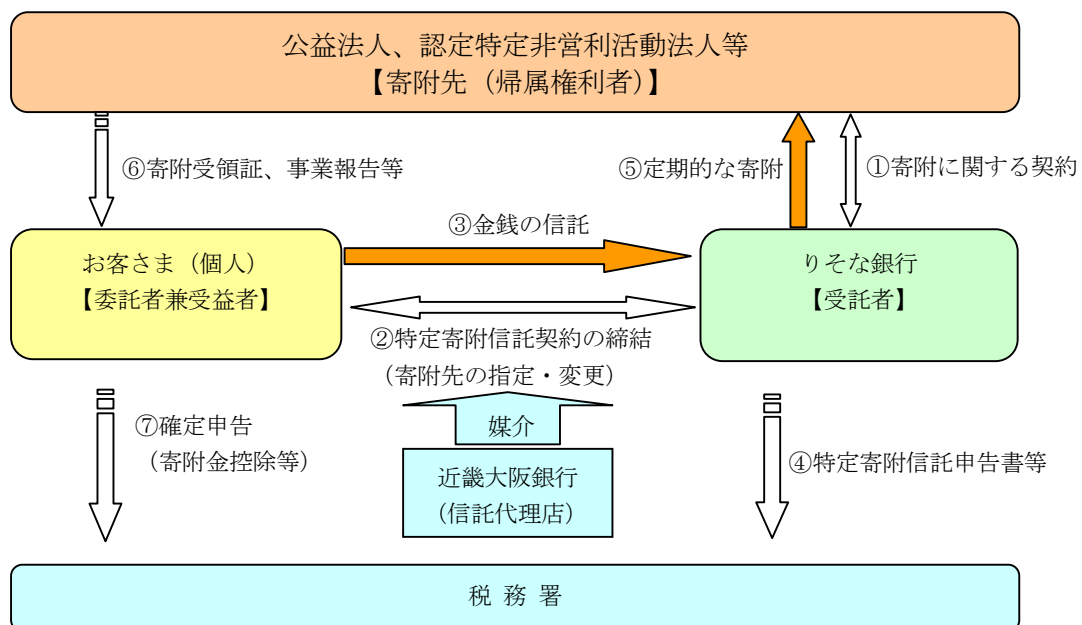 公益法人、認定特定非営利活動法人等
【寄附先（帰属権利者）】
⑥寄附受領証、事業報告等
⑤定期的な寄附
①寄附に関する契約
③金銭の信託
お客さま（個人）
【委託者兼受益者】
りそな銀行
【受託者】
②特定寄附信託契約の締結
（寄附先の指定・変更）
媒介
⑦確定申告
（寄附金控除等）
近畿大阪銀行
（信託代理店）
④特定寄附信託申告書等
税 務 署